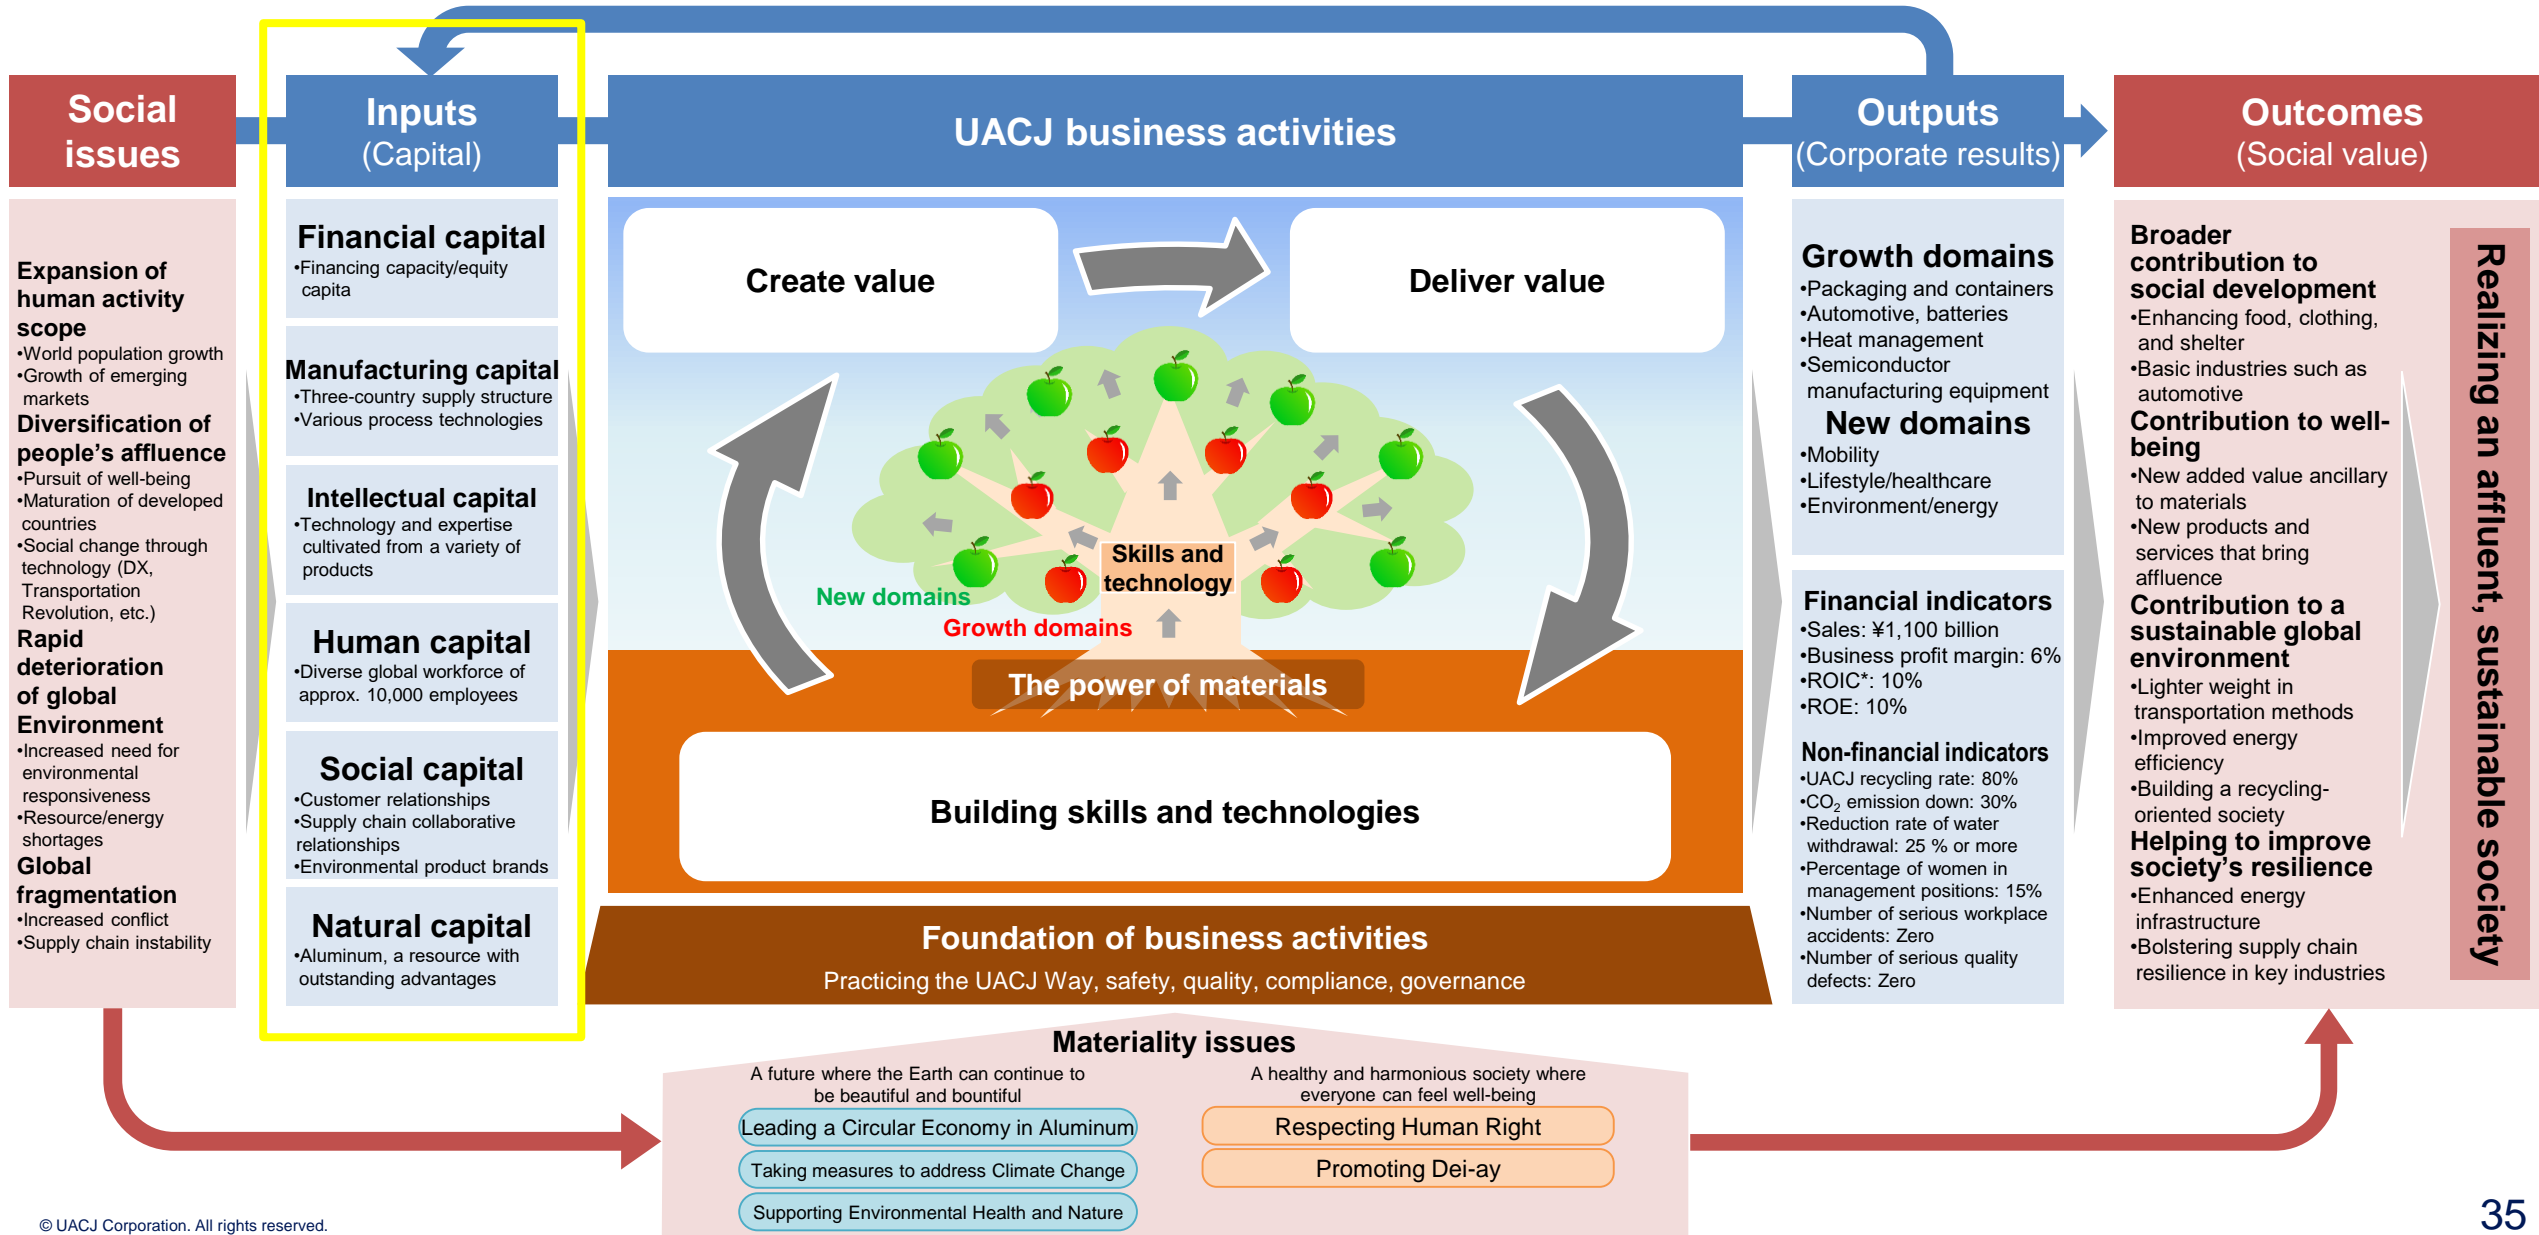 Social
issues
Expansion of
human activity
scope
•World population growth
•Growth of emerging
markets
Diversification of
people’s affluence
•Pursuit of well-being
•Maturation of developed
countries
•Social change through
technology (DX,
Transportation
Revolution, etc.)
Rapid
deterioration
of global
Environment
•Increased need for
environmental
responsiveness
•Resource/energy
shortages
Global
fragmentation
•Increased conflict
•Supply chain instability
Inputs
(Capital)
Financial capital
•Financing capacity/equity
capita
Manufacturing capital
•Three-country supply structure
•Various process technologies
Intellectual capital
•Technology and expertise
cultivated from a variety of
products
Human capital
•Diverse global workforce of
approx. 10,000 employees
Social capital
•Customer relationships
•Supply chain collaborative
relationships
•Environmental product brands
Natural capital
•Aluminum, a resource with
outstanding advantages
UACJ business activities
Create value
Deliver value
Skills and
technology
New domains
Growth domains
The power of materials
Building skills and technologies
Foundation of business activities
Practicing the UACJ Way, safety, quality, compliance, governance
Outputs
(Corporate results)
Growth domains
•Packaging and containers
•Automotive, batteries
•Heat management
•Semiconductor
manufacturing equipment
New domains
•Mobility
•Lifestyle/healthcare
•Environment/energy
Financial indicators
•Sales: ¥1,100 billion
•Business profit margin: 6%
•ROIC*: 10%
•ROE: 10%
Non-financial indicators
•UACJ recycling rate: 80%
•CO2 emission down: 30%
•Reduction rate of water
withdrawal: 25 % or more
•Percentage of women in
management positions: 15%
•Number of serious workplace
accidents: Zero
•Number of serious quality
defects: Zero
Outcomes
(Social value)
Broader
contribution to
social development
•Enhancing food, clothing,
and shelter
•Basic industries such as
automotive
Contribution to well-
being
•New added value ancillary
to materials
•New products and
services that bring
affluence
Contribution to a
sustainable global
environment
•Lighter weight in
transportation methods
•Improved energy
efficiency
•Building a recycling-
oriented society
Helping to improve
society’s resilience
•Enhanced energy
infrastructure
•Bolstering supply chain
resilience in key industries
Realizing an affluent, sustainable society
Materiality issues
A future where the Earth can continue to
be beautiful and bountiful
Leading a Circular Economy in Aluminum
Taking measures to address Climate Change
Supporting Environmental Health and Nature
A healthy and harmonious society where
everyone can feel well-being
Respecting Human Right
Promoting Dei-ay
© UACJ Corporation. All rights reserved.
35